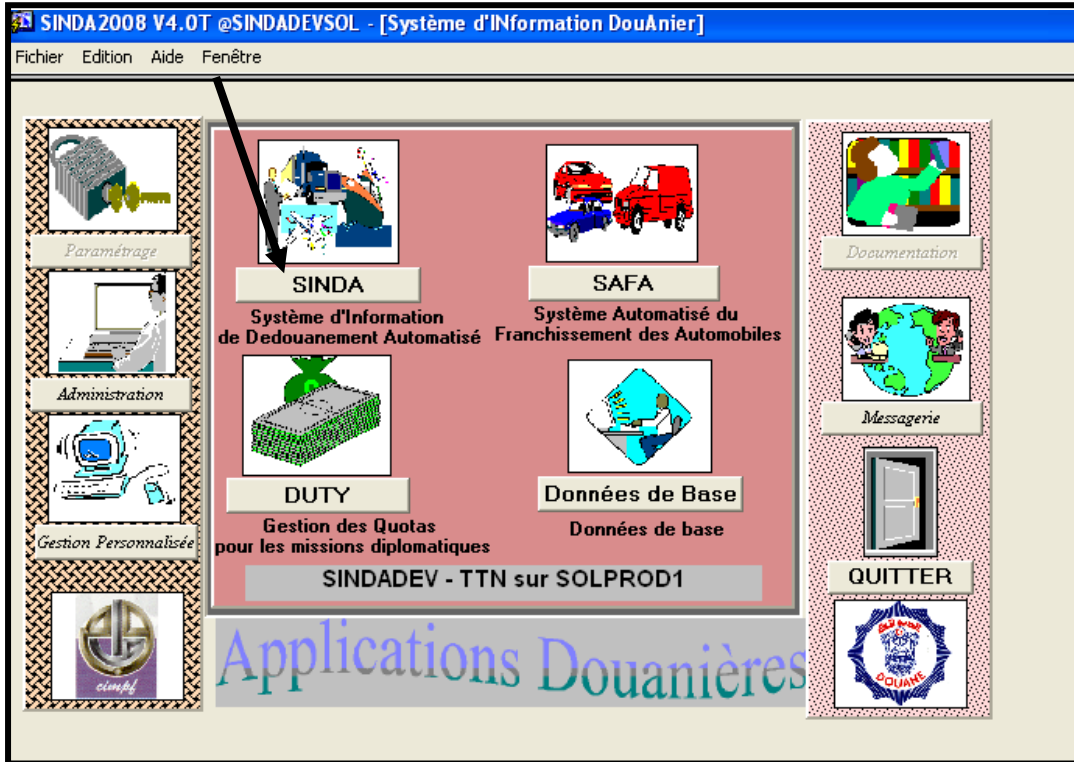 SINDA2008 V4.0T @SINDADEVSOL - [Système d'INformation DouAnier]
Fichier Edition Aide Fenêtre
Paramétrage
Administration
Gestion Personnalisée
cimpf
SINDA
Système d'Information
de Dedouanement Automatisé
SAFA
Système Automatisé du
Franchissement des Automobiles
DUTY
Gestion des Quotas
pour les missions diplomatiques
Données de Base
Données de base
SINDADEV - TTN sur SOLPROD1
Applications Douanières
Documentation
Messagerie
QUITTER
DOUANE